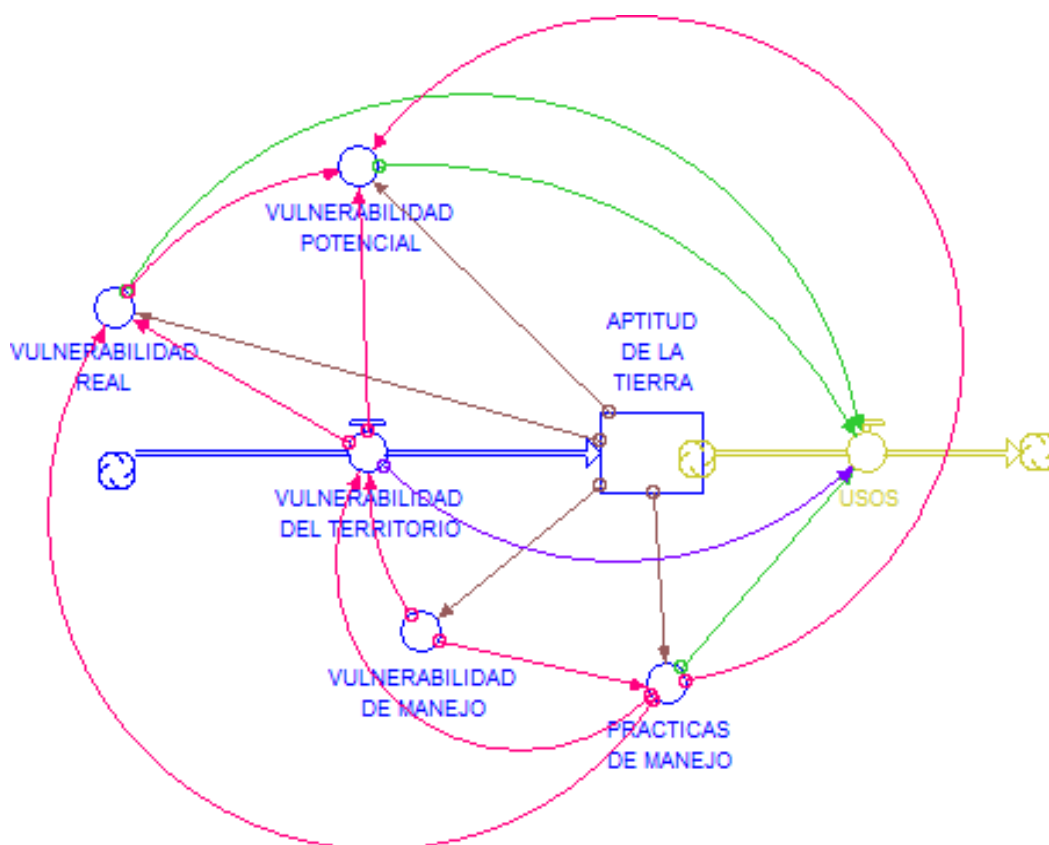 VULNERABILIDAD
POTENCIAL
APTITUD
DE LA
TIERRA
VULNERABILIDAD
REAL
VULNERABILIDAD
DEL TERRITORIO
USOS
VULNERABILIDAD
DE MANEJO
PRACTICAS
DE MANEJO